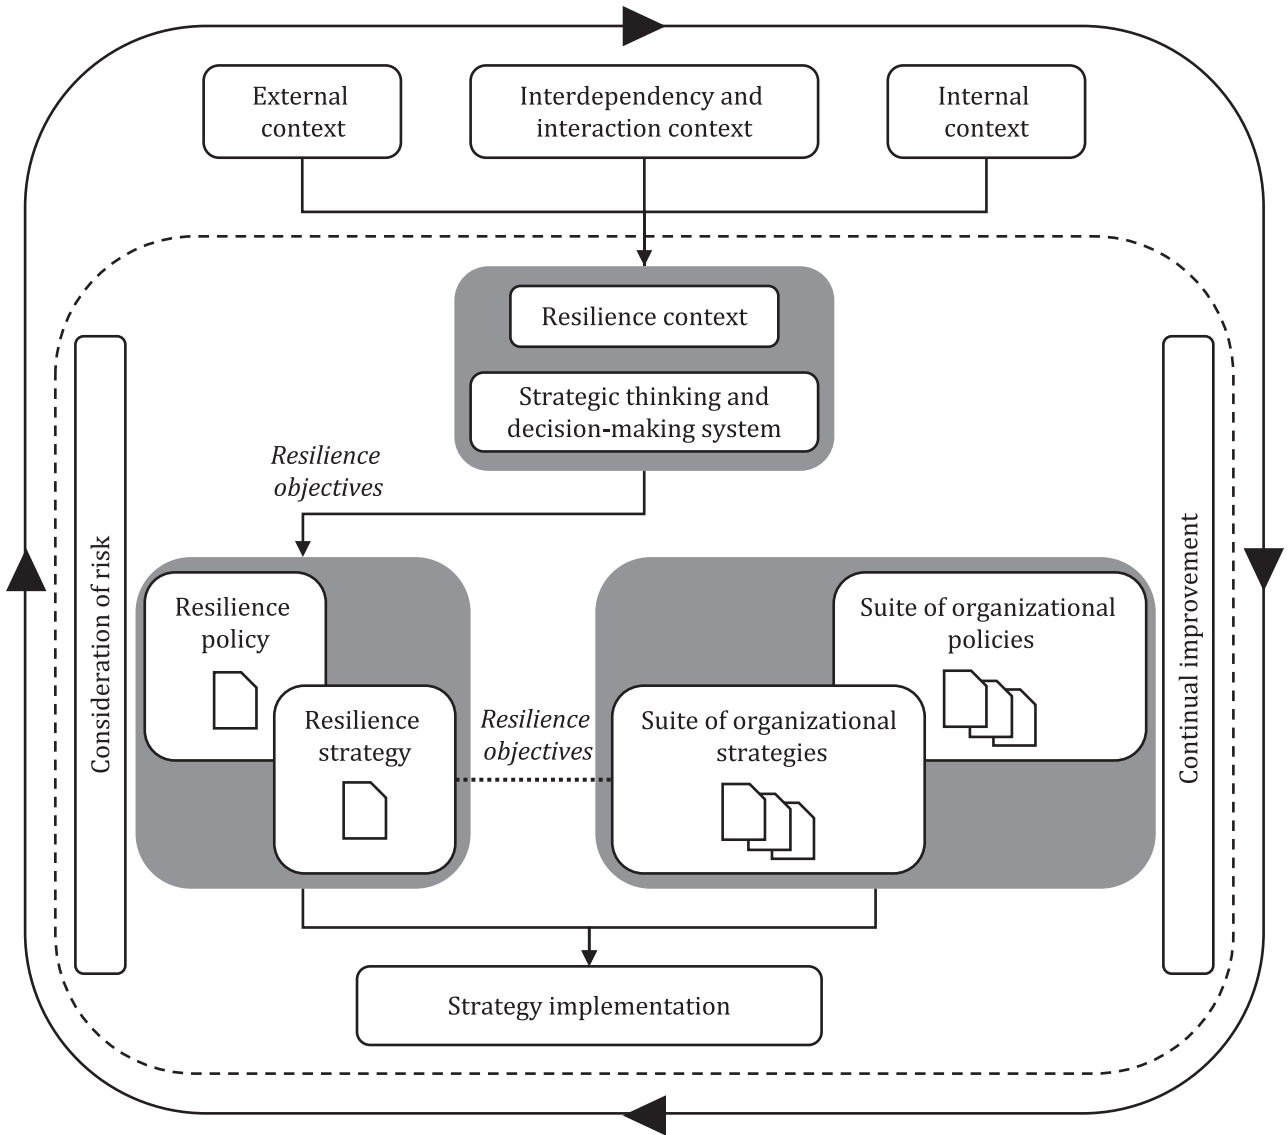 External
context
Interdependency and
interaction context
Internal
context
Resilience context
Strategic thinking and
decision-making system
Resilience
objectives
Consideration of risk
Resilience
policy
Resilience
strategy
Resilience
objectives
Suite of organizational
policies
Suite of organizational
strategies
Continual improvement
Strategy implementation